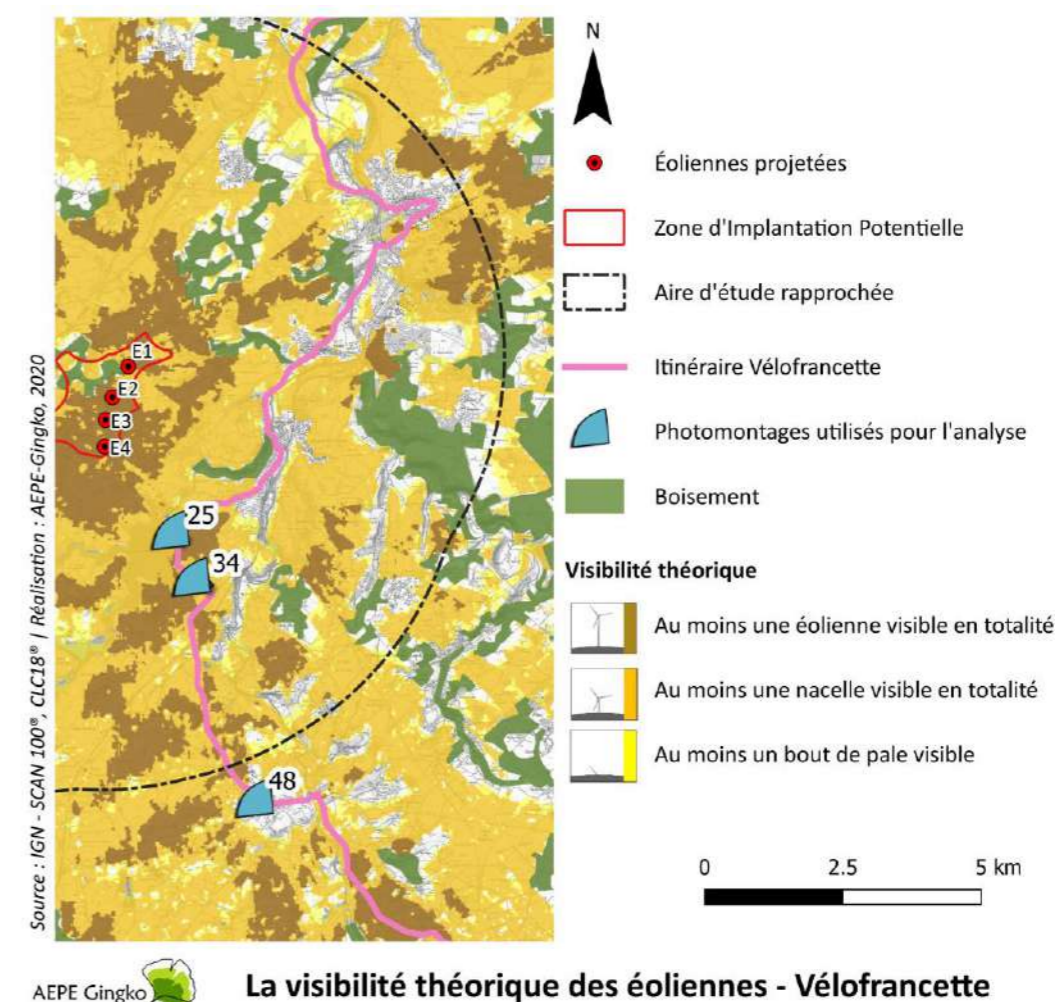 N
Éoliennes projetées
Zone d'Implantation Potentielle
Aire d'étude rapprochée
Itinéraire Vélofrancette
Photomontages utilisés pour l'analyse
Boisement
Visibilité théorique
Au moins une éolienne visible en totalité
Au moins une nacelle visible en totalité
Au moins un bout de pale visible
0 2.5 5 km
E1
E2
E3
E4
25
34
48
Source : IGN - SCAN 100®, CLC18® | Réalisation : AEPE-Gingko, 2020
AEPE Gingko
La visibilité théorique des éoliennes - Vélofrancette